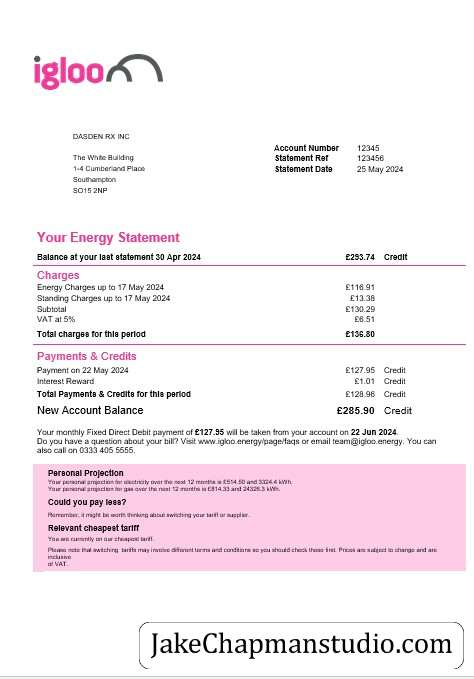 igloo
DASDEN RX INC
The White Building
1-4 Cumberland Place
Southampton
SO15 2NP
Account Number 12345
Statement Ref 123456
Statement Date 25 May 2024
Your Energy Statement
Balance at your last statement 30 Apr 2024 £293.74 Credit
Charges
Energy Charges up to 17 May 2024 £116.91
Standing Charges up to 17 May 2024 £13.38
Subtotal £130.29
VAT at 5% £6.51
Total charges for this period £136.80
Payments & Credits
Payment on 22 May 2024 £127.95 Credit
Interest Reward £1.01 Credit
Total Payments & Credits for this period £128.96 Credit
New Account Balance £285.90 Credit
Your monthly Fixed Direct Debit payment of £127.95 will be taken from your account on 22 Jun 2024.
Do you have a question about your bill? Visit www.igloo.energy/page/faqs or email team@igloo.energy. You can
also call on 0333 405 5555.
Personal Projection
Your personal projection for electricity over the next 12 months is £514.50 and 3324.4 kWh.
Your personal projection for gas over the next 12 months is £814.33 and 24326.3 kWh.
Could you pay less?
Remember, it might be worth thinking about switching your tariff or supplier.
Relevant cheapest tariff
You are currently on our cheapest tariff.
Please note that switching tariffs may involve different terms and conditions so you should check these first. Prices are subject to change and are
inclusive
of VAT.
JakeChapmanstudio.com